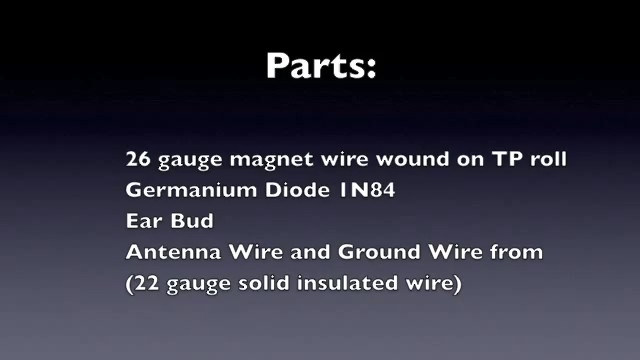 Parts:
26 gauge magnet wire wound on TP roll
Germanium Diode 1N84
Ear Bud
Antenna Wire and Ground Wire from
(22 gauge solid insulated wire)